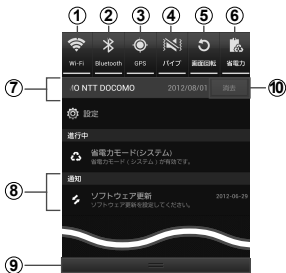 ① ② ③ ④ ⑤ ⑥
Wi-Fi Bluetooth GPS バイブ 画面回転 省電力
⑦ IO NTT DOCOMO 2012/08/01 消去 ⑩
設定
進行中
省電力モード(システム)
省電力モード(システム)が有効です。
⑧ 通知
ソフトウェア更新 2012-06-29
ソフトウェア更新を設定してください。
⑨